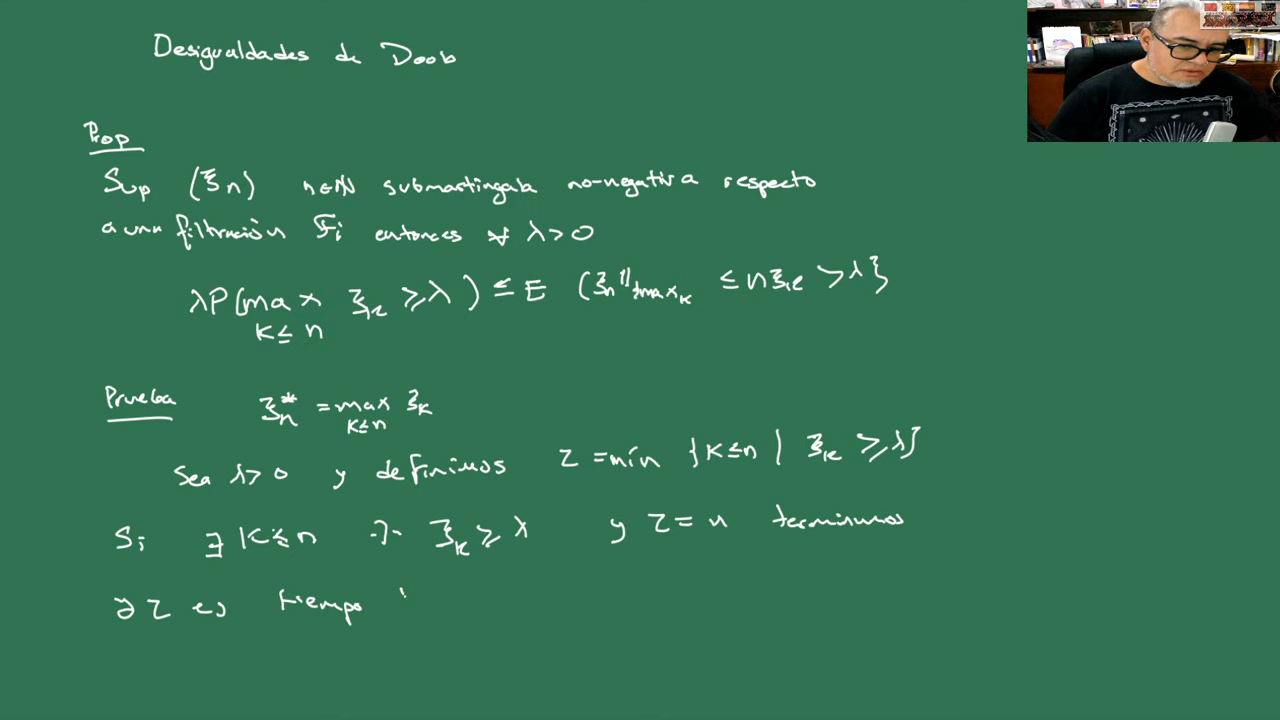 Desigualdades de Doob
Prop
Sup (ξn) n∈ℕ submartingala no-negativa respecto
a una filtración Fi entonces ∀ λ>0
λP(max ξk ≥ λ) ≤ E (ξn 1{max k ≤ n ξk > λ}
k ≤ n
Prueba ξn* = max ξk
k≤n
Sea λ > 0 y definimos τ = mín {k≤n | ξk ≥ λ}
Si ∃ k≤n ·)· ξk ≥ λ y τ = n terminamos
y τ es tiempo